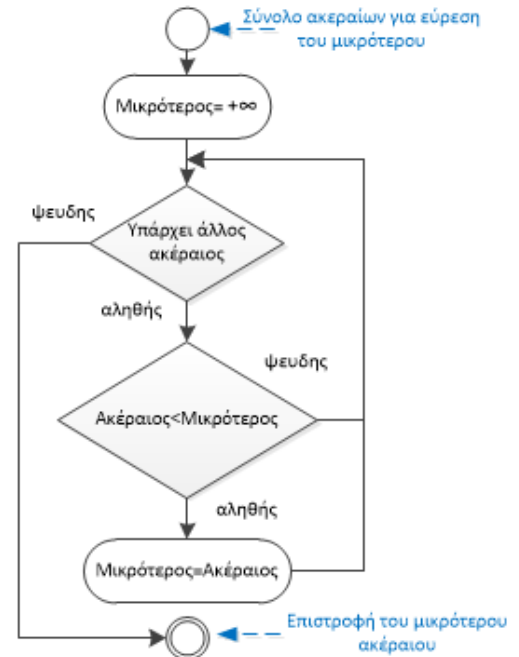 Σύνολο ακεραίων για εύρεση
του μικρότερου
Μικρότερος= +∞
ψευδης
Υπάρχει άλλος
ακέραιος
αληθής
ψευδης
Ακέραιος<Μικρότερος
αληθής
Μικρότερος=Ακέραιος
Επιστροφή του μικρότερου
ακέραιου